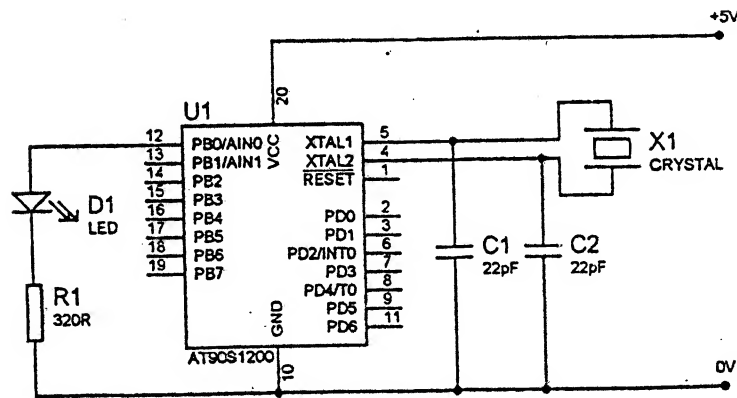 +5V
U1
20
12 PB0/AIN0
13 PB1/AIN1
14 PB2
15 PB3
16 PB4
17 PB5
18 PB6
19 PB7
VCC
XTAL1 5
XTAL2 4
RESET 1
PD0 2
PD1 3
PD2/INT0 6
PD3 7
PD4/T0 8
PD5 9
PD6 11
GND
10
AT90S1200
D1
LED
R1
320R
X1
CRYSTAL
C1
22pF
C2
22pF
0V